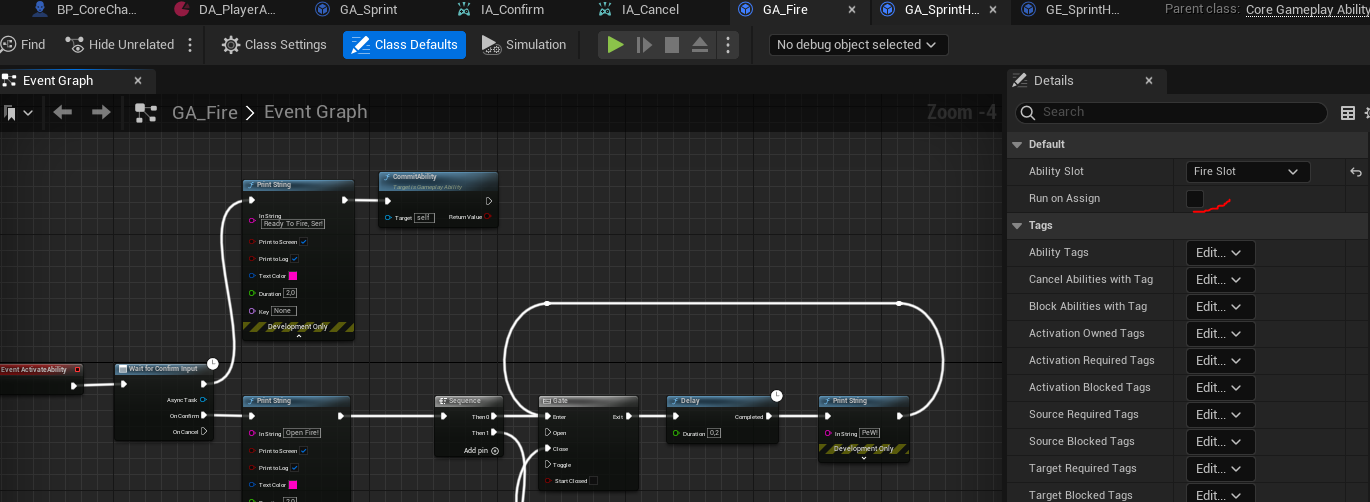 BP_CoreCha...
DA_PlayerA...
GA_Sprint
IA_Confirm
IA_Cancel
GA_Fire
GA_SprintH...
GE_SprintH...
Parent class: Core Gameplay Ability
Find
Hide Unrelated
Class Settings
Class Defaults
Simulation
No debug object selected
Event Graph
GA_Fire > Event Graph
Zoom -4
Print String
In String
Ready To Fire, Ser!
Print to Screen
Print to Log
Text Color
Duration 2,0
Key None
Development Only
CommitAbility
Target is Gameplay Ability
Target self
Return Value
Event ActivateAbility
Wait for Confirm Input
Async Task
On Confirm
On Cancel
Print String
In String Open Fire!
Print to Screen
Print to Log
Text Color
Sequence
Then 0
Then 1
Add pin
Gate
Enter
Exit
Open
Close
Toggle
Start Closed
Delay
Completed
Duration 0,2
Print String
In String PeW!
Development Only
Details
Search
Default
Ability Slot
Fire Slot
Run on Assign
Tags
Ability Tags
Edit...
Cancel Abilities with Tag
Edit...
Block Abilities with Tag
Edit...
Activation Owned Tags
Edit...
Activation Required Tags
Edit...
Activation Blocked Tags
Edit...
Source Required Tags
Edit...
Source Blocked Tags
Edit...
Target Required Tags
Edit...
Target Blocked Tags
Edit...